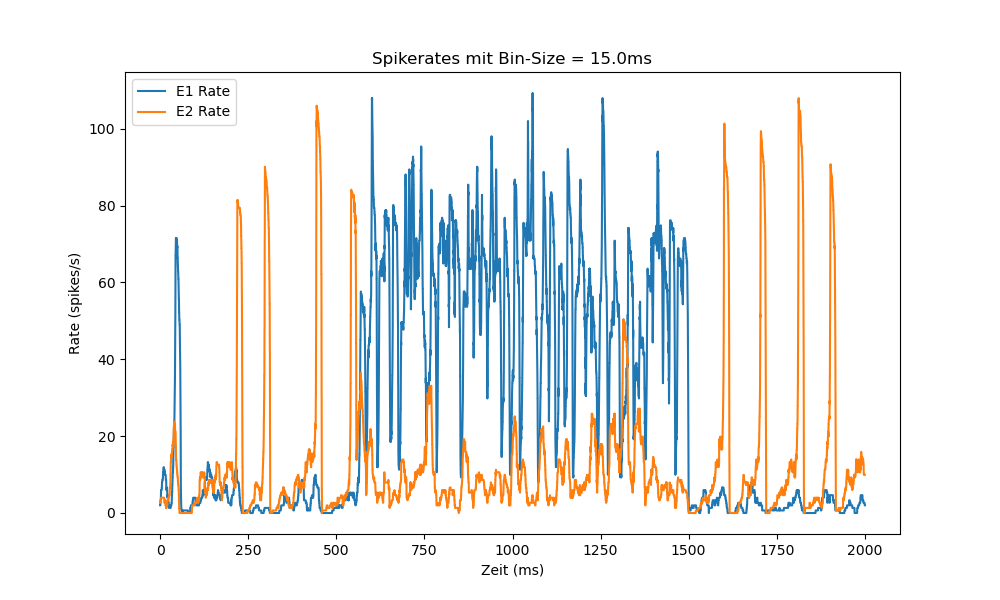 Spikerates mit Bin-Size = 15.0ms
E1 Rate
E2 Rate
Rate (spikes/s)
100
80
60
40
20
0
0 250 500 750 1000 1250 1500 1750 2000
Zeit (ms)